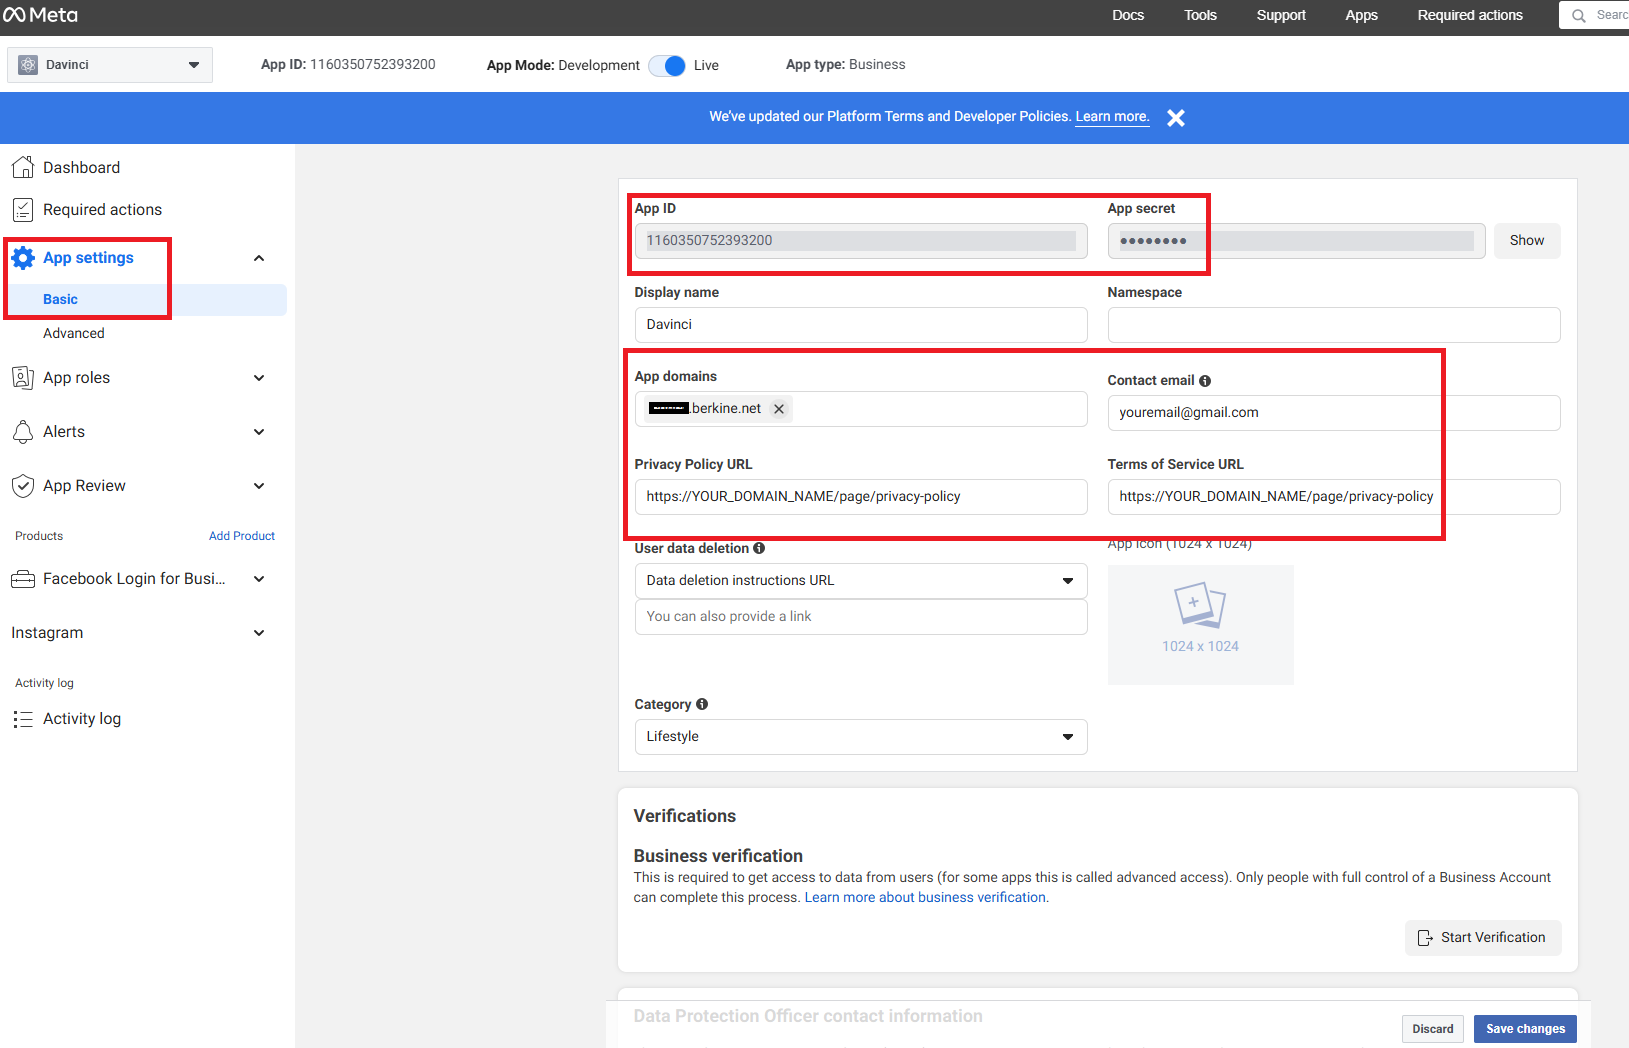 Meta
Docs Tools Support Apps Required actions Searc
Davinci App ID: 1160350752393200 App Mode: Development Live App type: Business
We've updated our Platform Terms and Developer Policies. Learn more.
Dashboard
Required actions
App settings
Basic
Advanced
App roles
Alerts
App Review
Products Add Product
Facebook Login for Busi...
Instagram
Activity log
Activity log
App ID App secret
1160350752393200 ●●●●●●●● Show
Display name Namespace
Davinci
App domains Contact email
.berkine.net youremail@gmail.com
Privacy Policy URL Terms of Service URL
https://YOUR_DOMAIN_NAME/page/privacy-policy https://YOUR_DOMAIN_NAME/page/privacy-policy
User data deletion App Icon (1024 x 1024)
Data deletion instructions URL
You can also provide a link
1024 x 1024
Category
Lifestyle
Verifications
Business verification
This is required to get access to data from users (for some apps this is called advanced access). Only people with full control of a Business Account
can complete this process. Learn more about business verification.
Start Verification
Data Protection Officer contact information
Discard Save changes